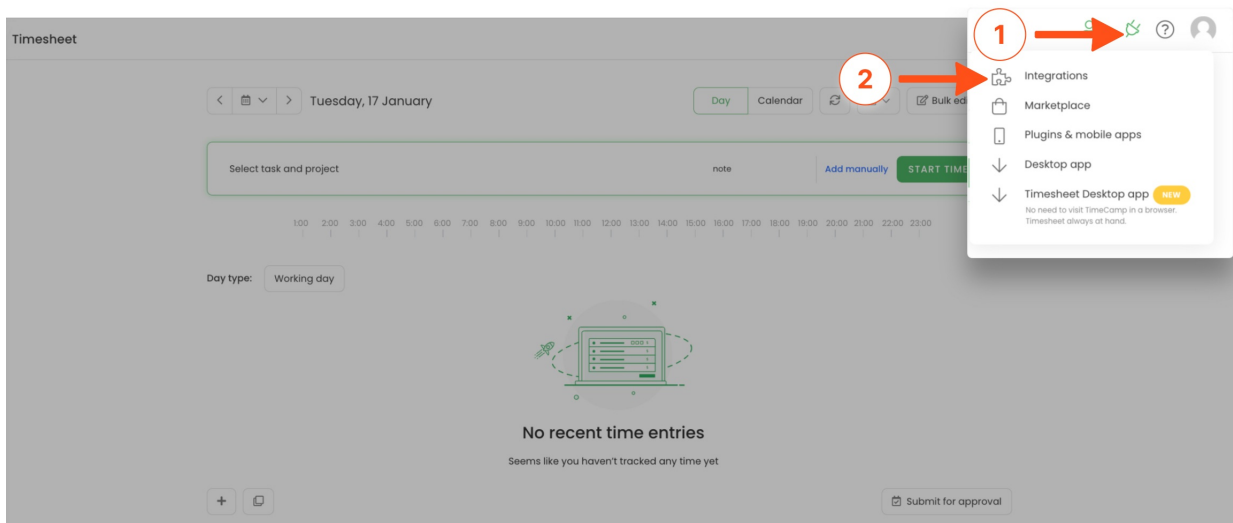 Timesheet
1
2
Integrations
Marketplace
Plugins & mobile apps
Desktop app
Timesheet Desktop app NEW
No need to visit TimeCamp in a browser.
Timesheet always at hand.
Tuesday, 17 January
Day Calendar
Bulk
Select task and project note Add manually START
1:00 2:00 3:00 4:00 5:00 6:00 7:00 8:00 9:00 10:00 11:00 12:00 13:00 14:00 15:00 16:00 17:00 18:00 19:00 20:00 21:00 22:00 23:00
Day type: Working day
No recent time entries
Seems like you haven't tracked any time yet
Submit for approval